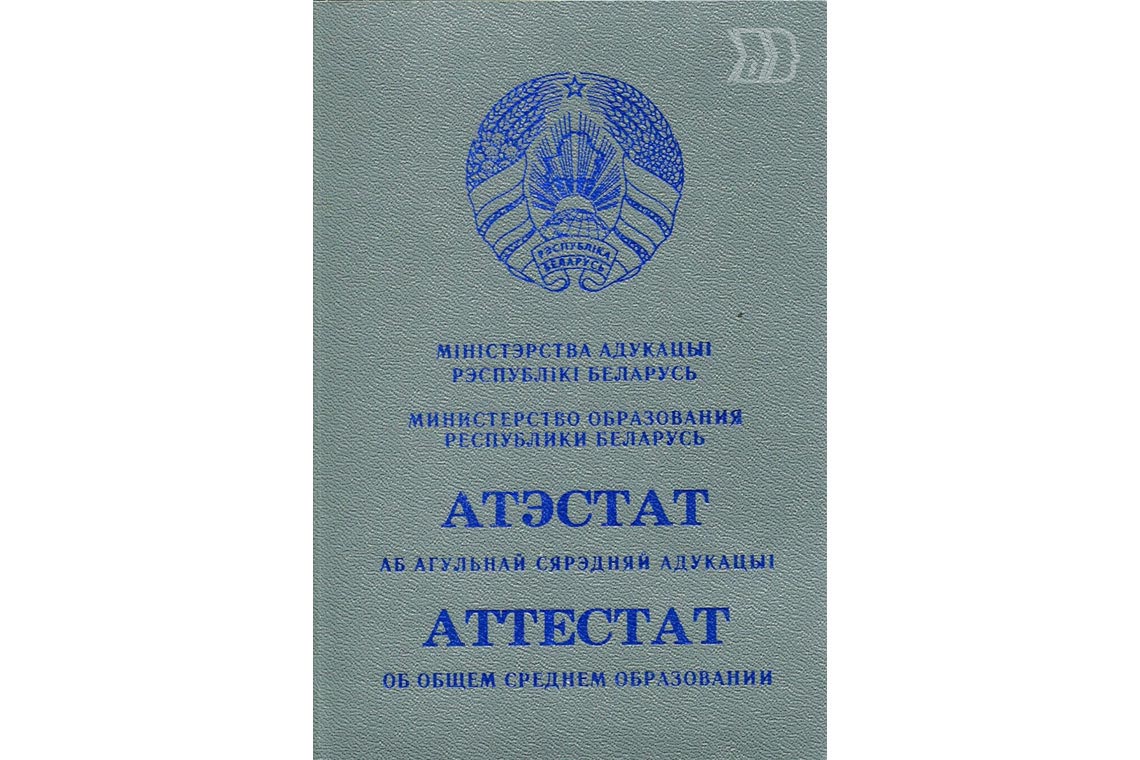 РЭСПУБЛІКА
БЕЛАРУСЬ
МІНІСТЭРСТВА АДУКАЦЫІ
РЭСПУБЛІКІ БЕЛАРУСЬ
МИНИСТЕРСТВО ОБРАЗОВАНИЯ
РЕСПУБЛИКИ БЕЛАРУСЬ
АТЭСТАТ
АБ АГУЛЬНАЙ СЯРЭДНЯЙ АДУКАЦЫІ
АТТЕСТАТ
ОБ ОБЩЕМ СРЕДНЕМ ОБРАЗОВАНИИ